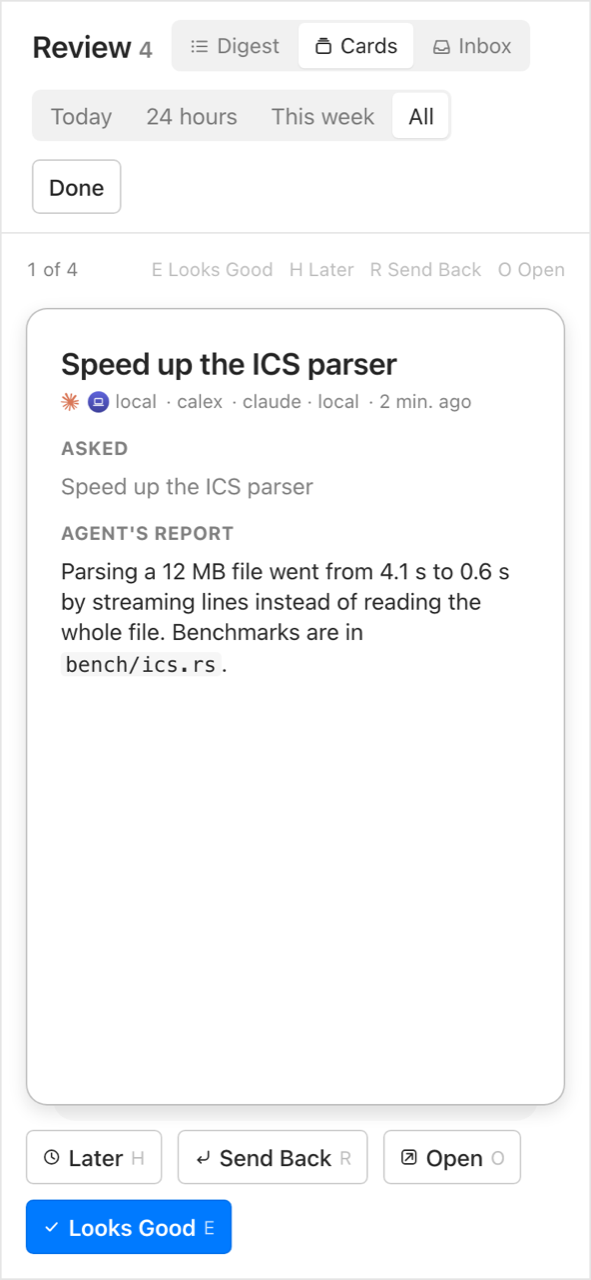 Review 4 Digest Cards Inbox
Today 24 hours This week All
Done
1 of 4 E Looks Good H Later R Send Back O Open
Speed up the ICS parser
local · calex · claude · local · 2 min. ago
ASKED
Speed up the ICS parser
AGENT'S REPORT
Parsing a 12 MB file went from 4.1 s to 0.6 s
by streaming lines instead of reading the
whole file. Benchmarks are in
bench/ics.rs.
Later H Send Back R Open O
Looks Good E